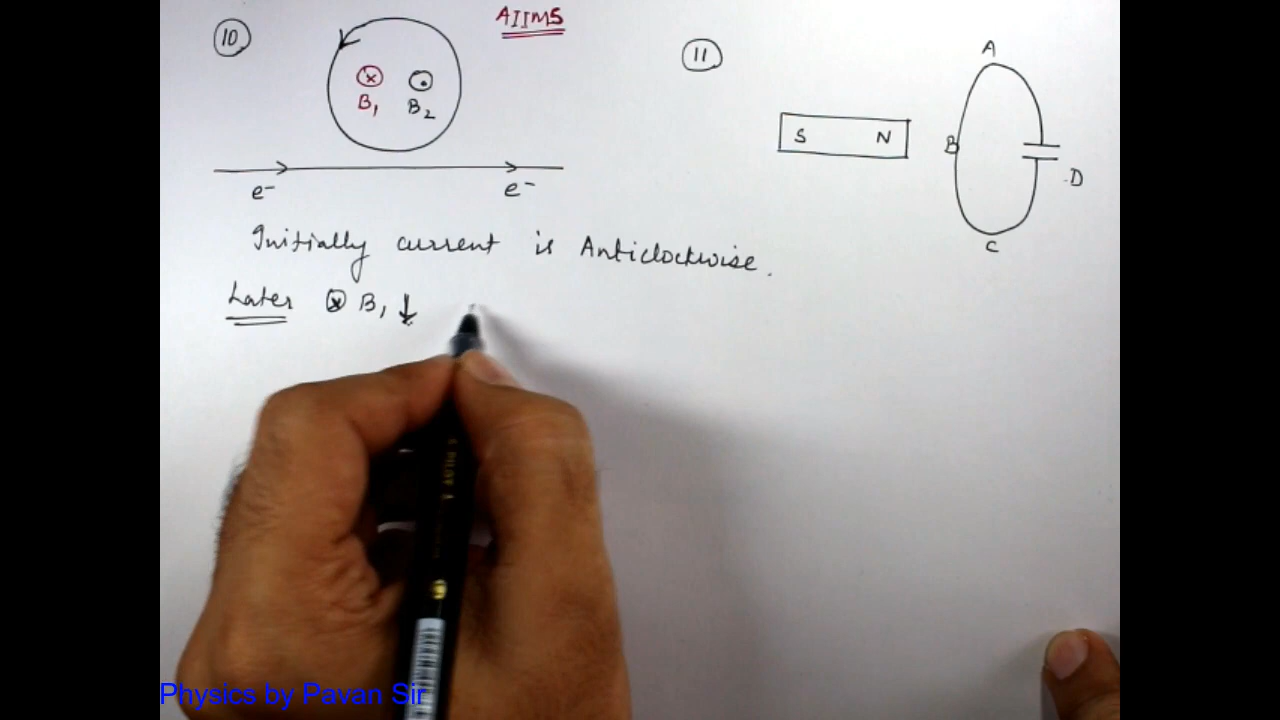 10
AIIMS
B1
B2
e-
e-
Initially current is Anticlockwise.
Later ⊗ B1 ↓
11
A
S N
B
D
C
Physics by Pavan Sir